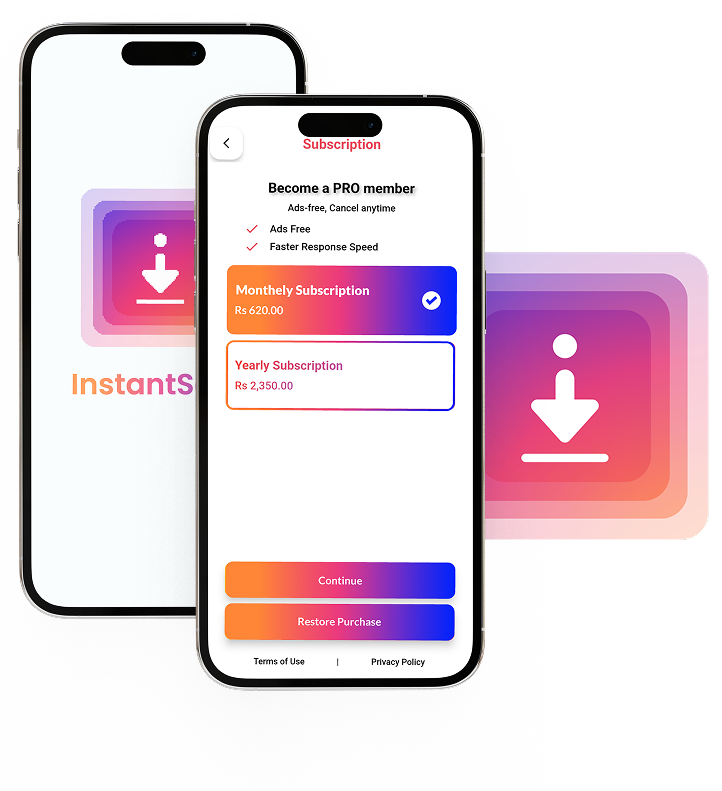 InstantS
Subscription
Become a PRO member
Ads-free, Cancel anytime
Ads Free
Faster Response Speed
Monthely Subscription
Rs 620.00
Yearly Subscription
Rs 2,350.00
Continue
Restore Purchase
Terms of Use | Privacy Policy